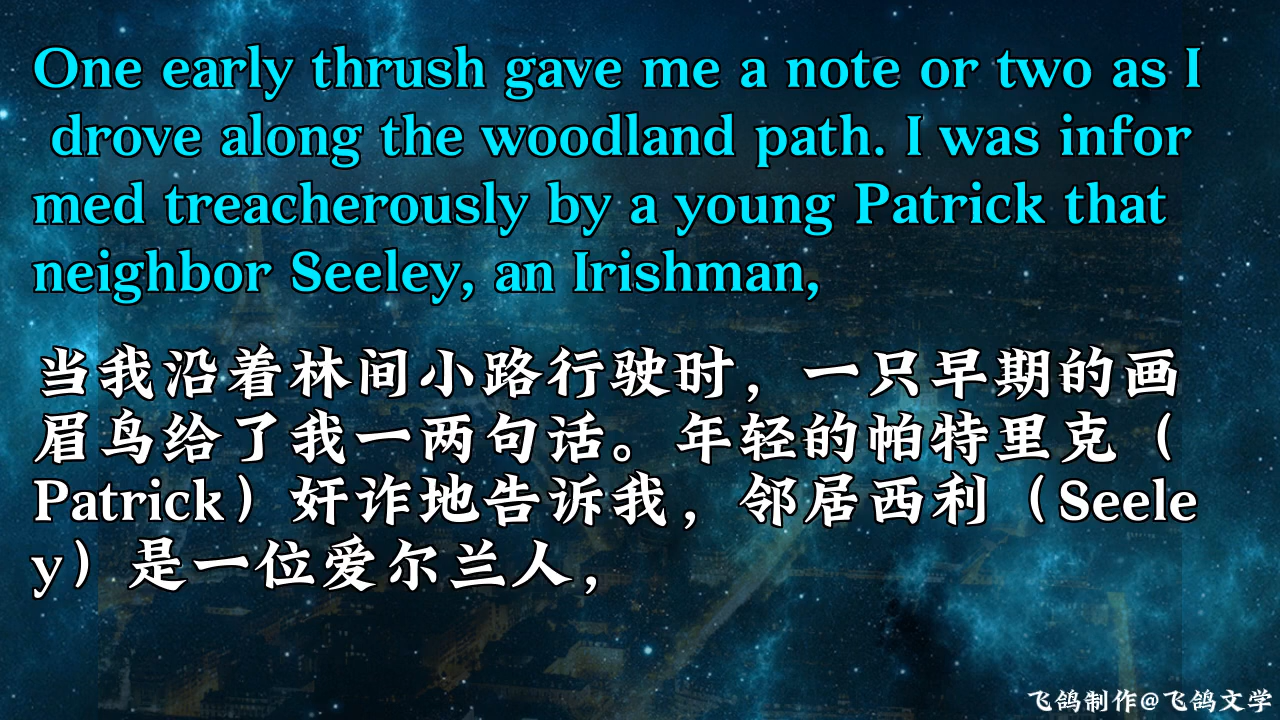 One early thrush gave me a note or two as I
drove along the woodland path. I was infor
med treacherously by a young Patrick that
neighbor Seeley, an Irishman,
当我沿着林间小路行驶时，一只早期的画
眉鸟给了我一两句话。年轻的帕特里克（
Patrick）奸诈地告诉我，邻居西利（Seele
y）是一位爱尔兰人，
飞鸽制作@飞鸽文学